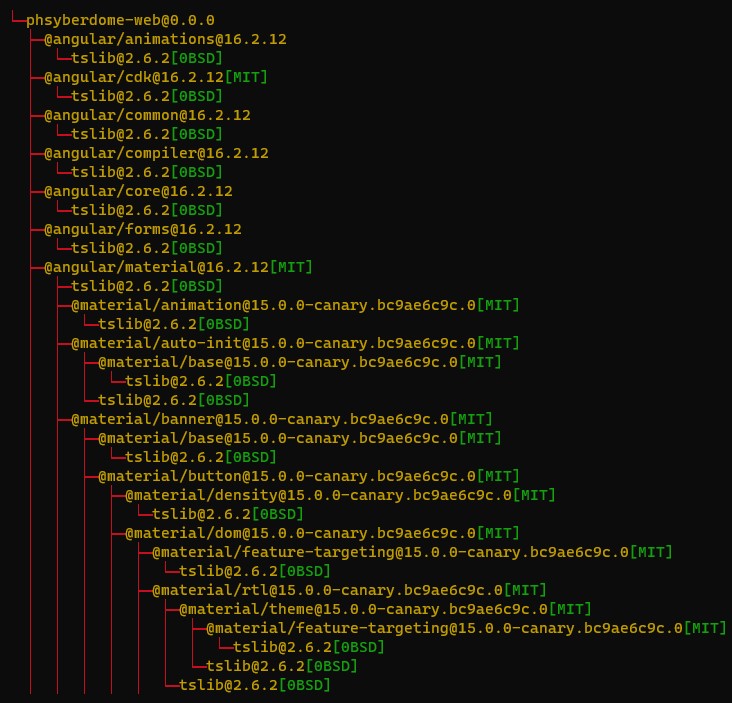 phsyberdome-web@0.0.0
@angular/animations@16.2.12
tslib@2.6.2[0BSD]
@angular/cdk@16.2.12[MIT]
tslib@2.6.2[0BSD]
@angular/common@16.2.12
tslib@2.6.2[0BSD]
@angular/compiler@16.2.12
tslib@2.6.2[0BSD]
@angular/core@16.2.12
tslib@2.6.2[0BSD]
@angular/forms@16.2.12
tslib@2.6.2[0BSD]
@angular/material@16.2.12[MIT]
tslib@2.6.2[0BSD]
@material/animation@15.0.0-canary.bc9ae6c9c.0[MIT]
tslib@2.6.2[0BSD]
@material/auto-init@15.0.0-canary.bc9ae6c9c.0[MIT]
@material/base@15.0.0-canary.bc9ae6c9c.0[MIT]
tslib@2.6.2[0BSD]
tslib@2.6.2[0BSD]
@material/banner@15.0.0-canary.bc9ae6c9c.0[MIT]
@material/base@15.0.0-canary.bc9ae6c9c.0[MIT]
tslib@2.6.2[0BSD]
@material/button@15.0.0-canary.bc9ae6c9c.0[MIT]
@material/density@15.0.0-canary.bc9ae6c9c.0[MIT]
tslib@2.6.2[0BSD]
@material/dom@15.0.0-canary.bc9ae6c9c.0[MIT]
@material/feature-targeting@15.0.0-canary.bc9ae6c9c.0[MIT]
tslib@2.6.2[0BSD]
@material/rtl@15.0.0-canary.bc9ae6c9c.0[MIT]
@material/theme@15.0.0-canary.bc9ae6c9c.0[MIT]
@material/feature-targeting@15.0.0-canary.bc9ae6c9c.0[MIT]
tslib@2.6.2[0BSD]
tslib@2.6.2[0BSD]
tslib@2.6.2[0BSD]